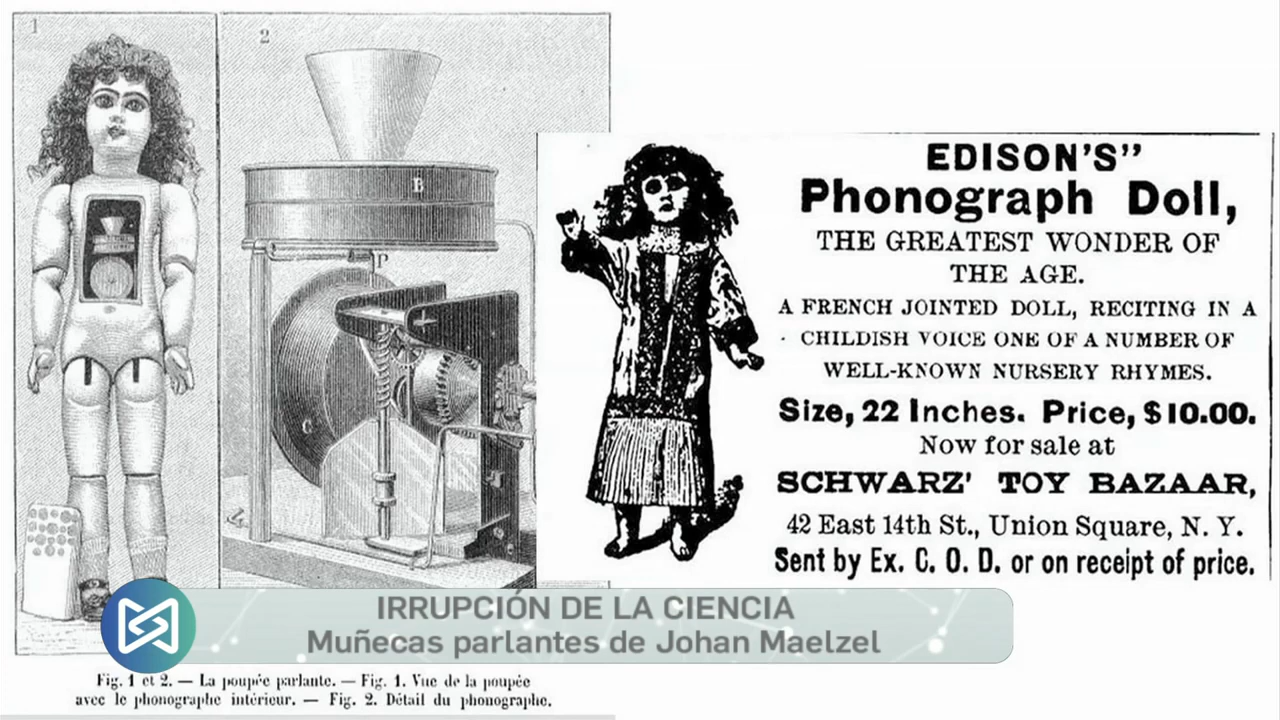 1
2
B
P
C
EDISON'S"
Phonograph Doll,
THE GREATEST WONDER OF
THE AGE.
A FRENCH JOINTED DOLL, RECITING IN A
CHILDISH VOICE ONE OF A NUMBER OF
WELL-KNOWN NURSERY RHYMES.
Size, 22 Inches. Price, $10.00.
Now for sale at
SCHWARZ' TOY BAZAAR,
42 East 14th St., Union Square, N. Y.
Sent by Ex. C. O. D. or on receipt of price.
IRRUPCIÓN DE LA CIENCIA
Muñecas parlantes de Johan Maelzel
Fig. 1 et 2. — La poupée parlante. — Fig. 1. Vue de la poupée
avec le phonographe intérieur. — Fig. 2. Détail du phonographe.